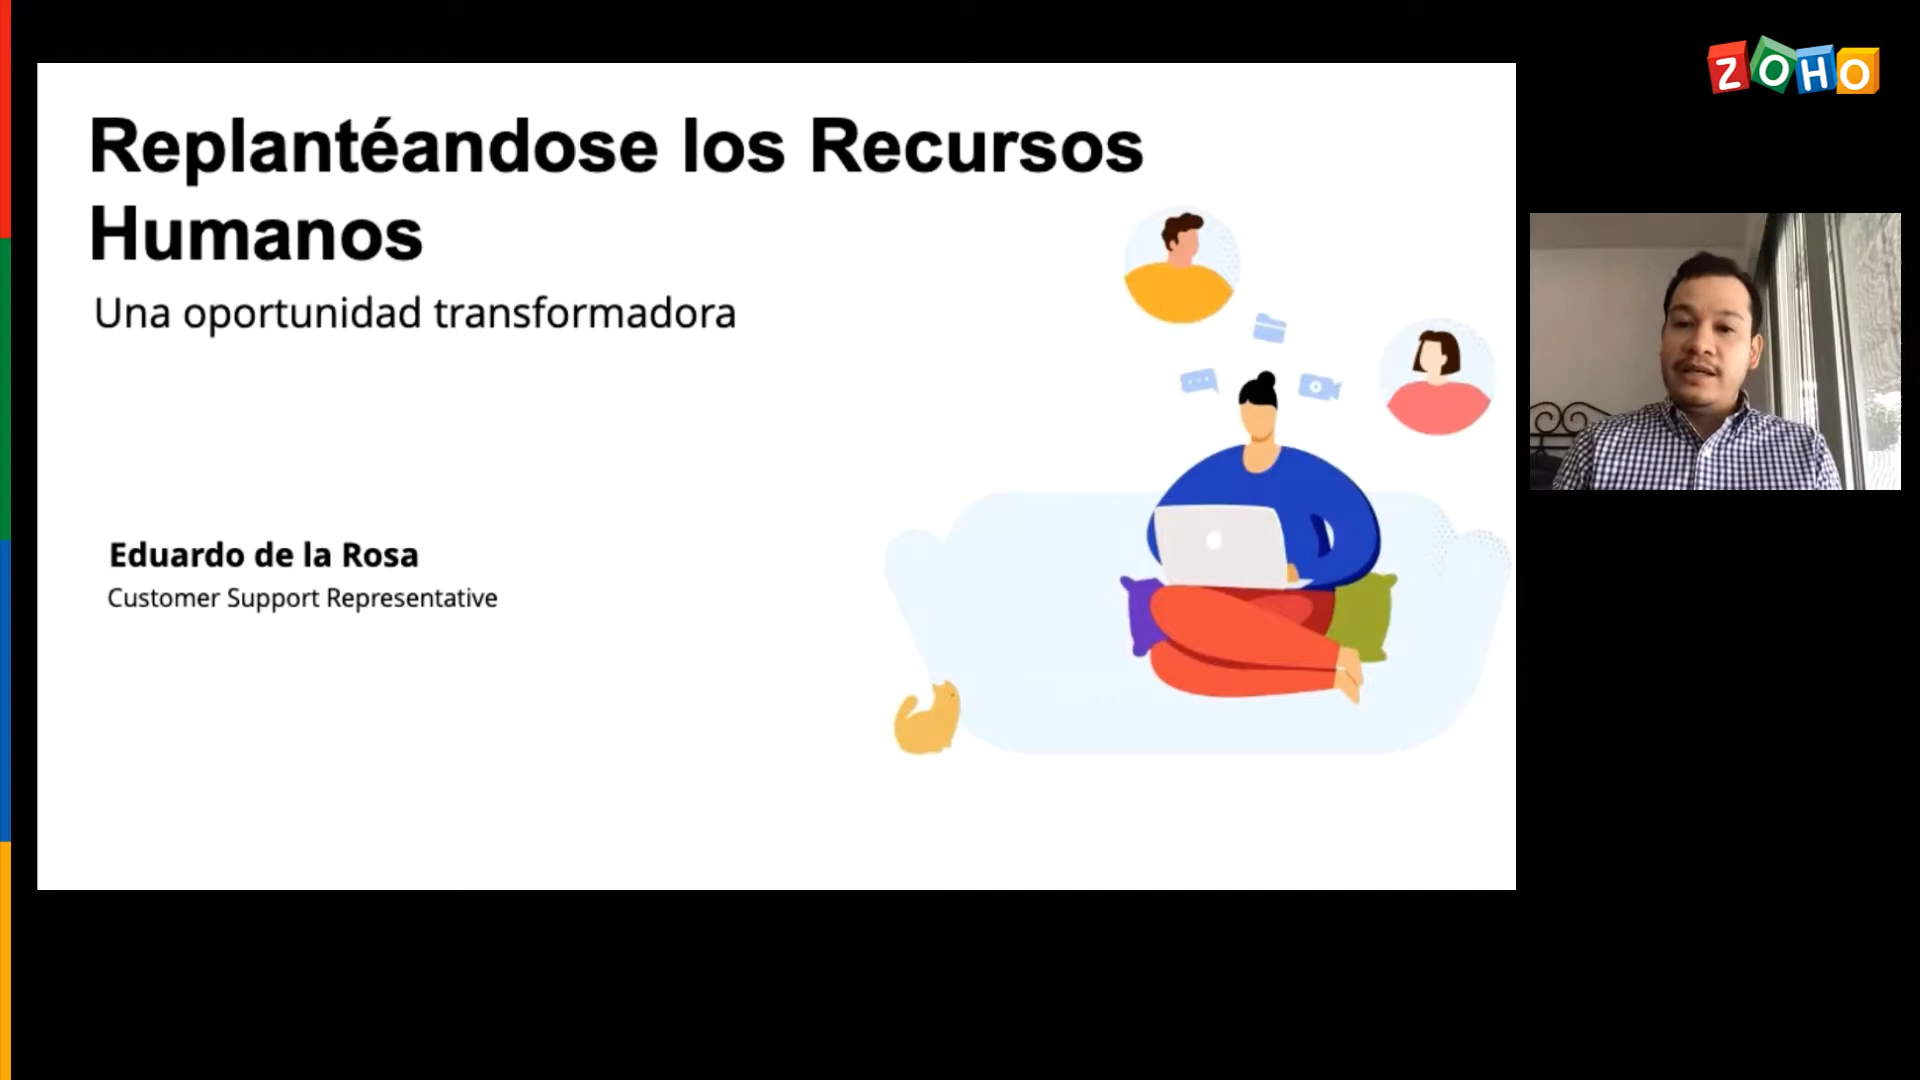 Replantéandose los Recursos
Humanos
Una oportunidad transformadora
Eduardo de la Rosa
Customer Support Representative
ZOHO